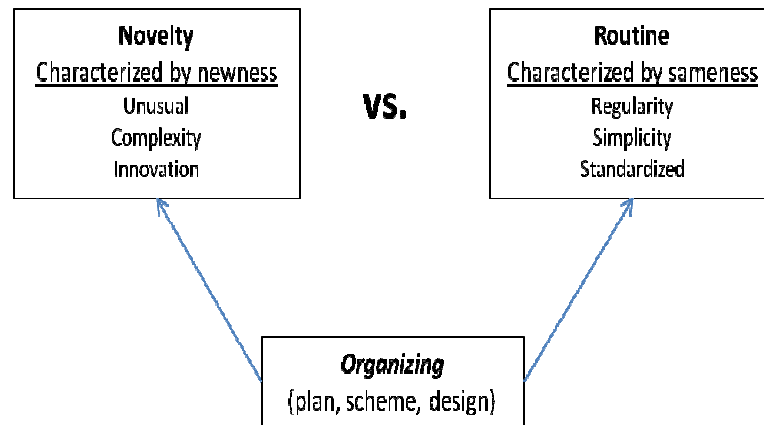 Novelty
Characterized by newness
Unusual
Complexity
Innovation
vs.
Routine
Characterized by sameness
Regularity
Simplicity
Standardized
Organizing
(plan, scheme, design)